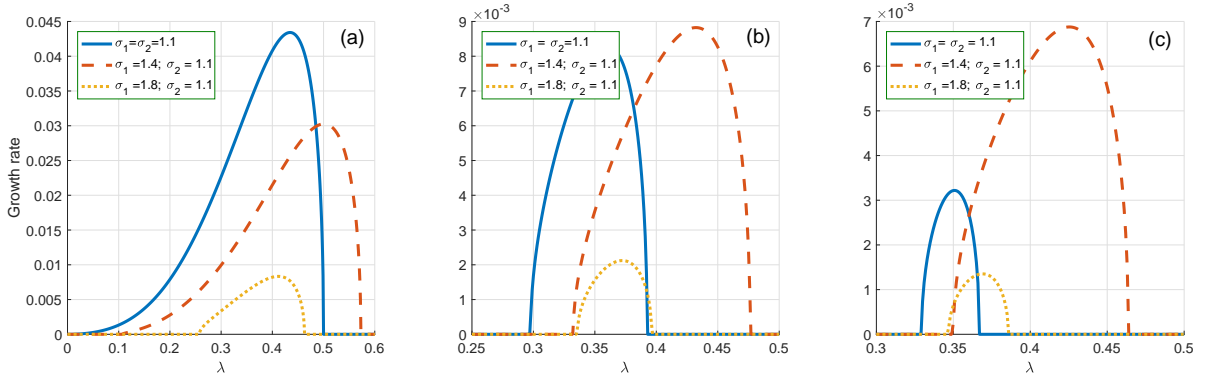 0.045
0.04
0.035
0.03
0.025
0.02
0.015
0.01
0.005
0
Growth rate
0 0.1 0.2 0.3 0.4 0.5 0.6
λ
(a)
σ1=σ2=1.1
σ1=1.4; σ2 = 1.1
σ1=1.8; σ2 = 1.1
9 ×10-3
8
7
6
5
4
3
2
1
0
0.25 0.3 0.35 0.4 0.45 0.5
λ
(b)
σ1 = σ2=1.1
σ1=1.4; σ2 = 1.1
σ1=1.8; σ2 = 1.1
7 ×10-3
6
5
4
3
2
1
0
0.3 0.35 0.4 0.45 0.5
λ
(c)
σ1 = σ2 = 1.1
σ1=1.4; σ2 = 1.1
σ1=1.8; σ2 = 1.1